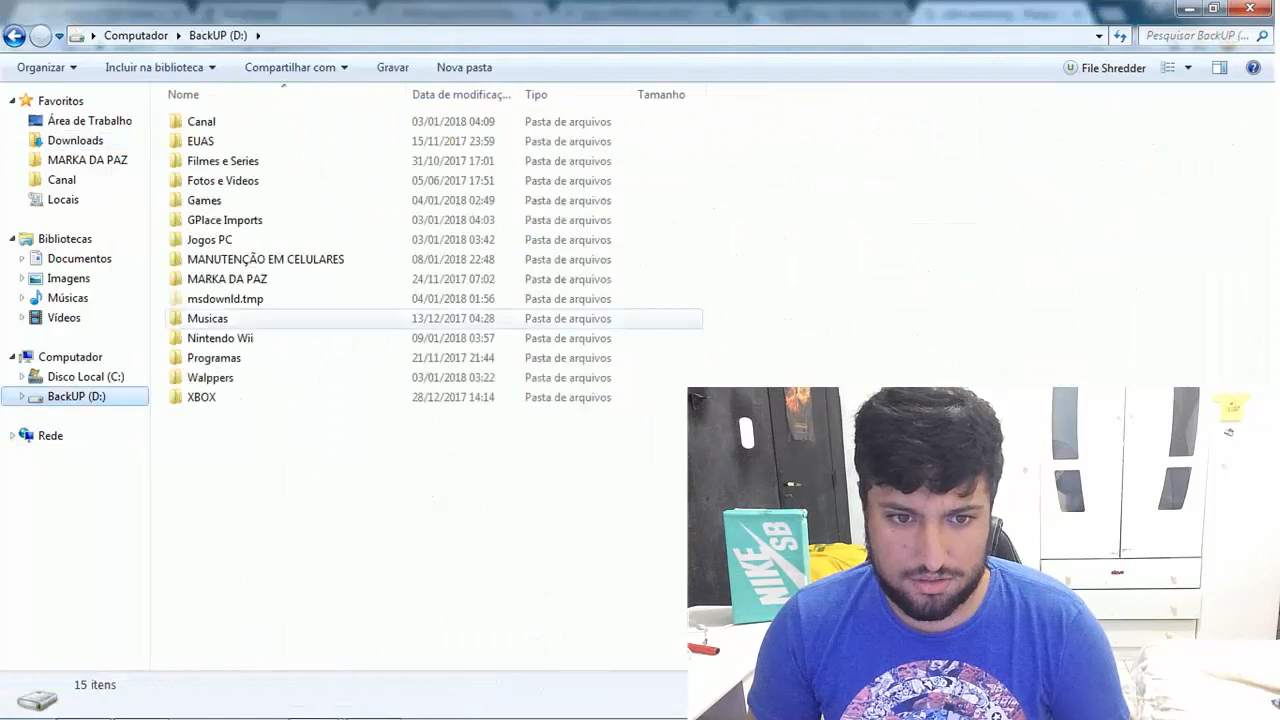 Computador BackUP (D:) Pesquisar BackUP (...
Organizar Incluir na biblioteca Compartilhar com Gravar Nova pasta File Shredder
Favoritos
Área de Trabalho
Downloads
MARKA DA PAZ
Canal
Locais
Bibliotecas
Documentos
Imagens
Músicas
Vídeos
Computador
Disco Local (C:)
BackUP (D:)
Rede
Nome Data de modificaç... Tipo Tamanho
Canal 03/01/2018 04:09 Pasta de arquivos
EUAS 15/11/2017 23:59 Pasta de arquivos
Filmes e Series 31/10/2017 17:01 Pasta de arquivos
Fotos e Videos 05/06/2017 17:51 Pasta de arquivos
Games 04/01/2018 02:49 Pasta de arquivos
GPlace Imports 03/01/2018 04:03 Pasta de arquivos
Jogos PC 03/01/2018 03:42 Pasta de arquivos
MANUTENÇÃO EM CELULARES 08/01/2018 22:48 Pasta de arquivos
MARKA DA PAZ 24/11/2017 07:02 Pasta de arquivos
msdownld.tmp 04/01/2018 01:56 Pasta de arquivos
Musicas 13/12/2017 04:28 Pasta de arquivos
Nintendo Wii 09/01/2018 03:57 Pasta de arquivos
Programas 21/11/2017 21:44 Pasta de arquivos
Walppers 03/01/2018 03:22 Pasta de arquivos
XBOX 28/12/2017 14:14 Pasta de arquivos
15 itens
NIKE SB